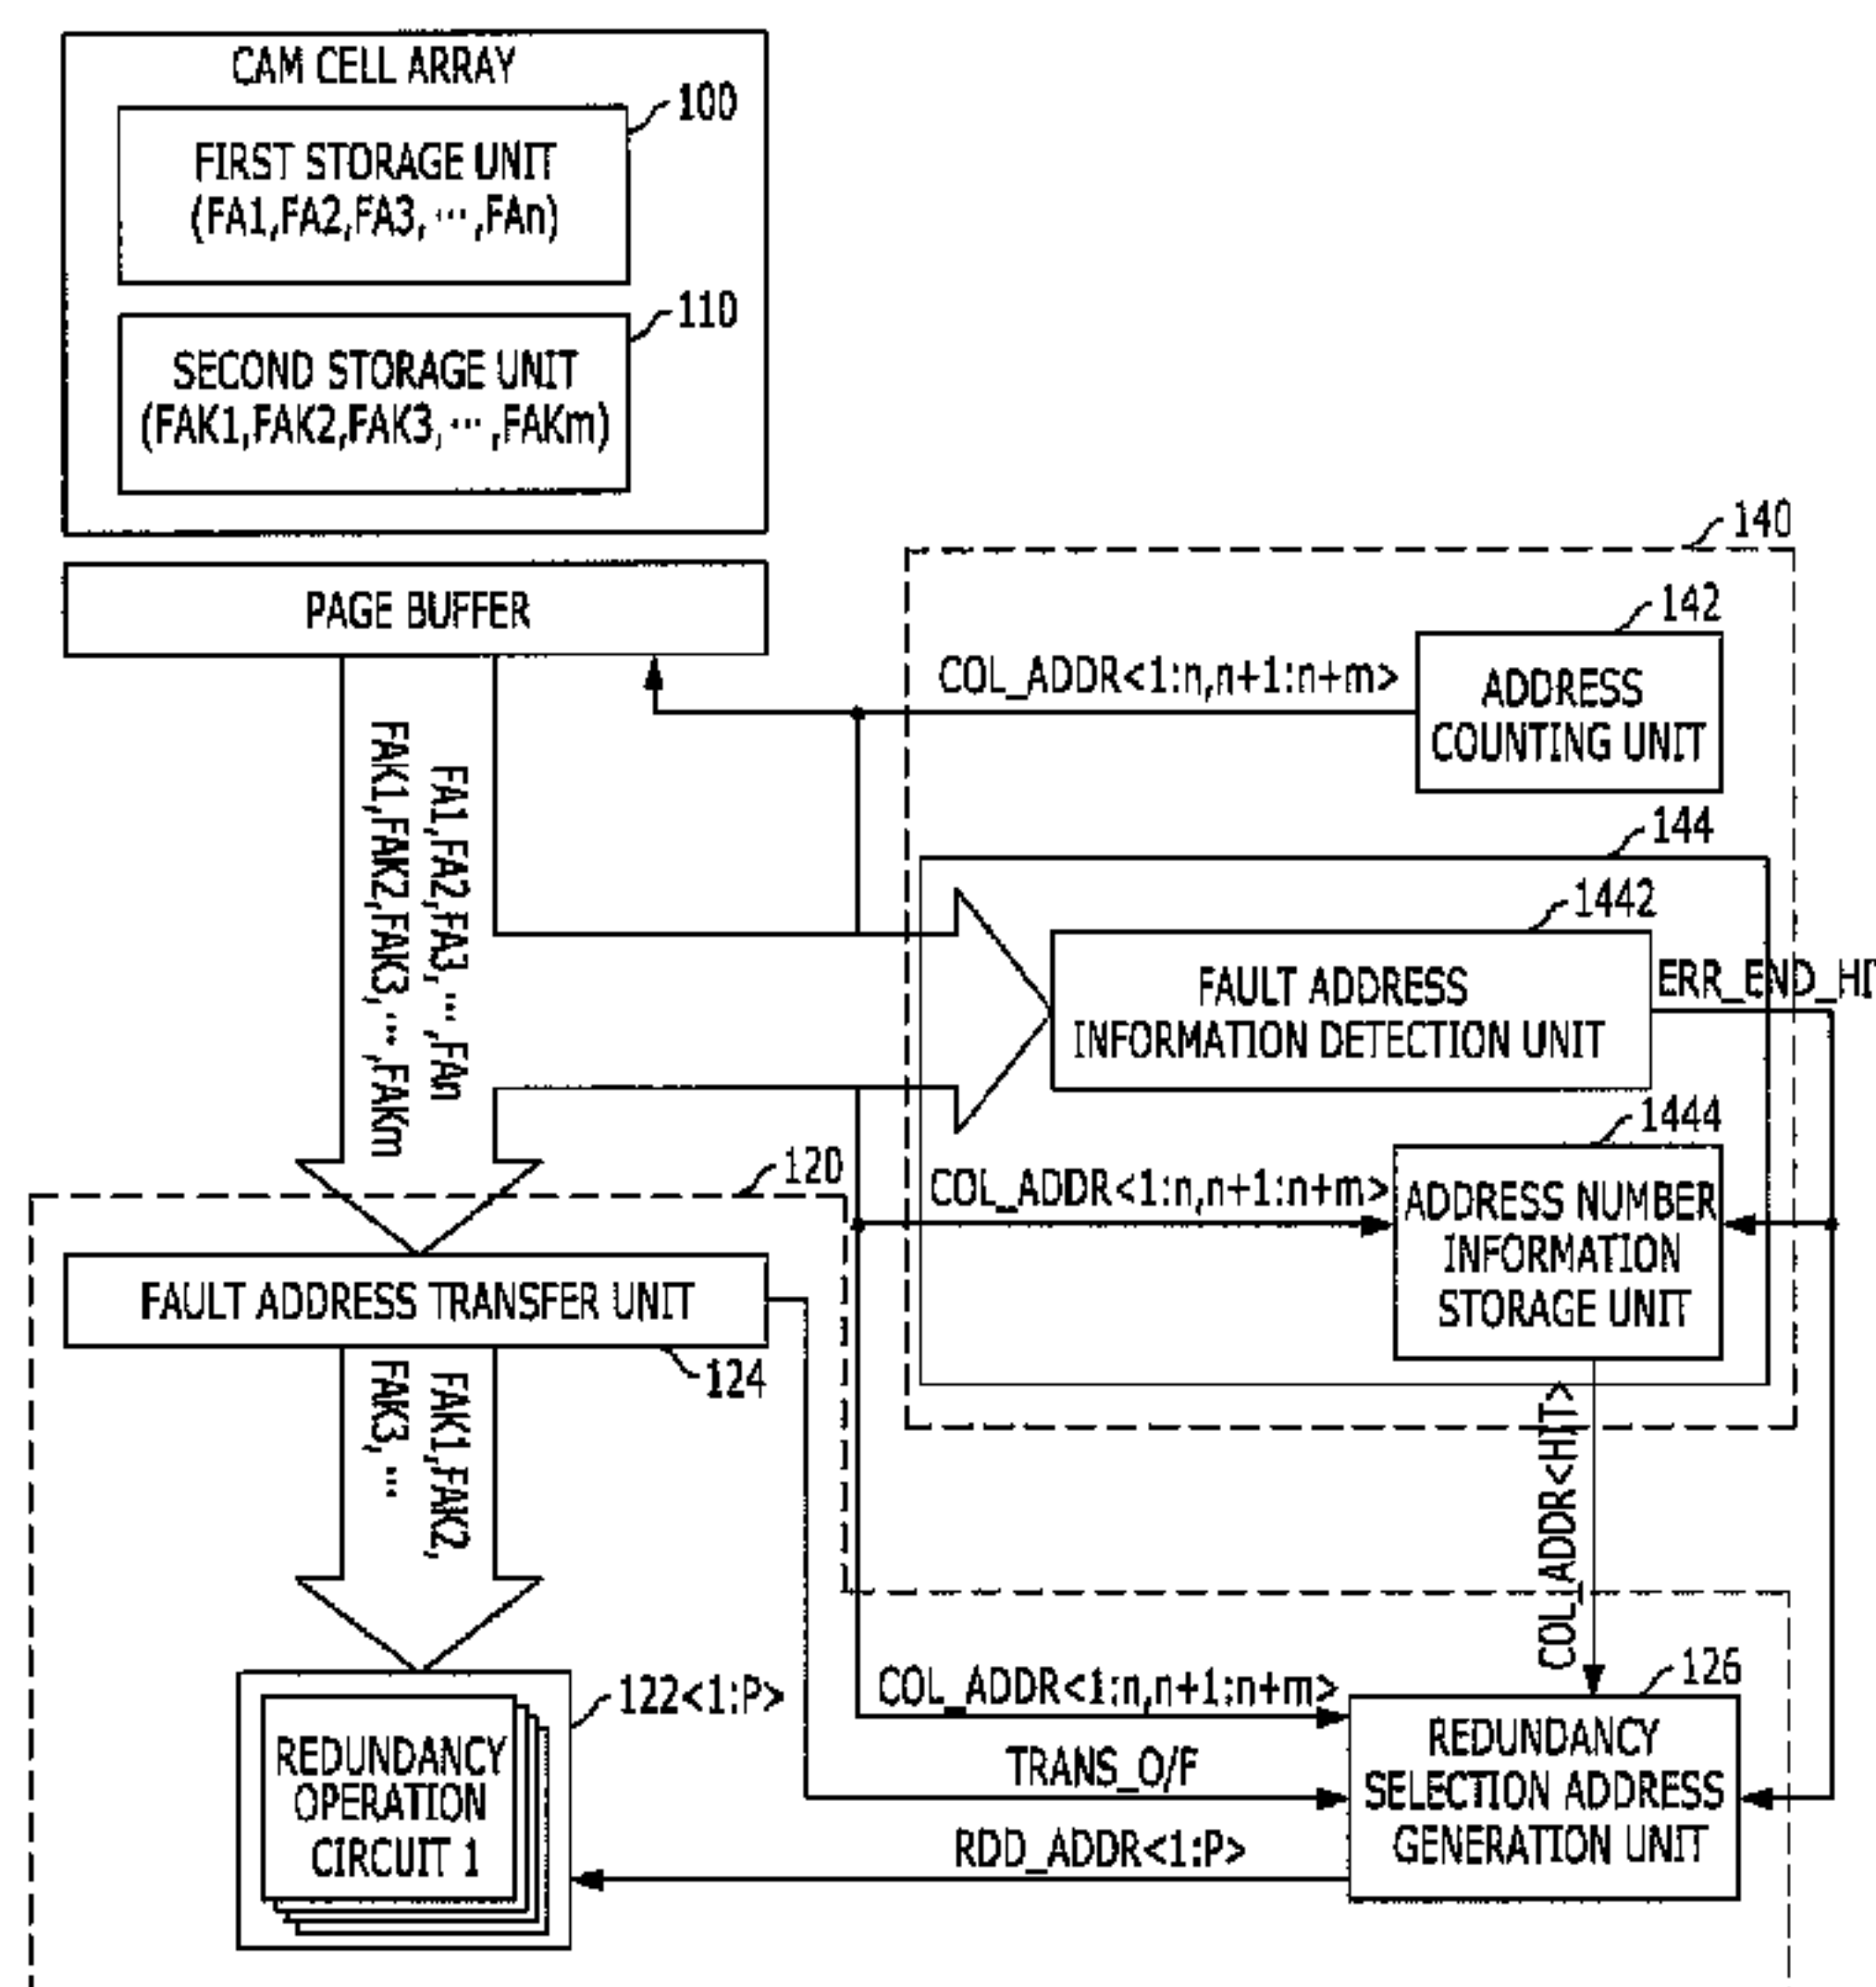 CAM CELL ARRAY
100
FIRST STORAGE UNIT
(FA1,FA2,FA3, ··· ,FAn)
110
SECOND STORAGE UNIT
(FAK1,FAK2,FAK3, ··· ,FAKm)
PAGE BUFFER
140
142
COL_ADDR<1:n,n+1:n+m>
ADDRESS
COUNTING UNIT
FA1,FA2,FA3, ··· ,FAn
FAK1,FAK2,FAK3, ··· ,FAKm
144
1442
FAULT ADDRESS
INFORMATION DETECTION UNIT
ERR_END_HI
1444
COL_ADDR<1:n,n+1:n+m>
ADDRESS NUMBER
INFORMATION
STORAGE UNIT
120
FAULT ADDRESS TRANSFER UNIT
124
FAK1,FAK2,
FAK3, ···
COL_ADDR<HIT>
122<1:P>
REDUNDANCY
OPERATION
CIRCUIT 1
COL_ADDR<1:n,n+1:n+m>
TRANS_O/F
RDD_ADDR<1:P>
126
REDUNDANCY
SELECTION ADDRESS
GENERATION UNIT